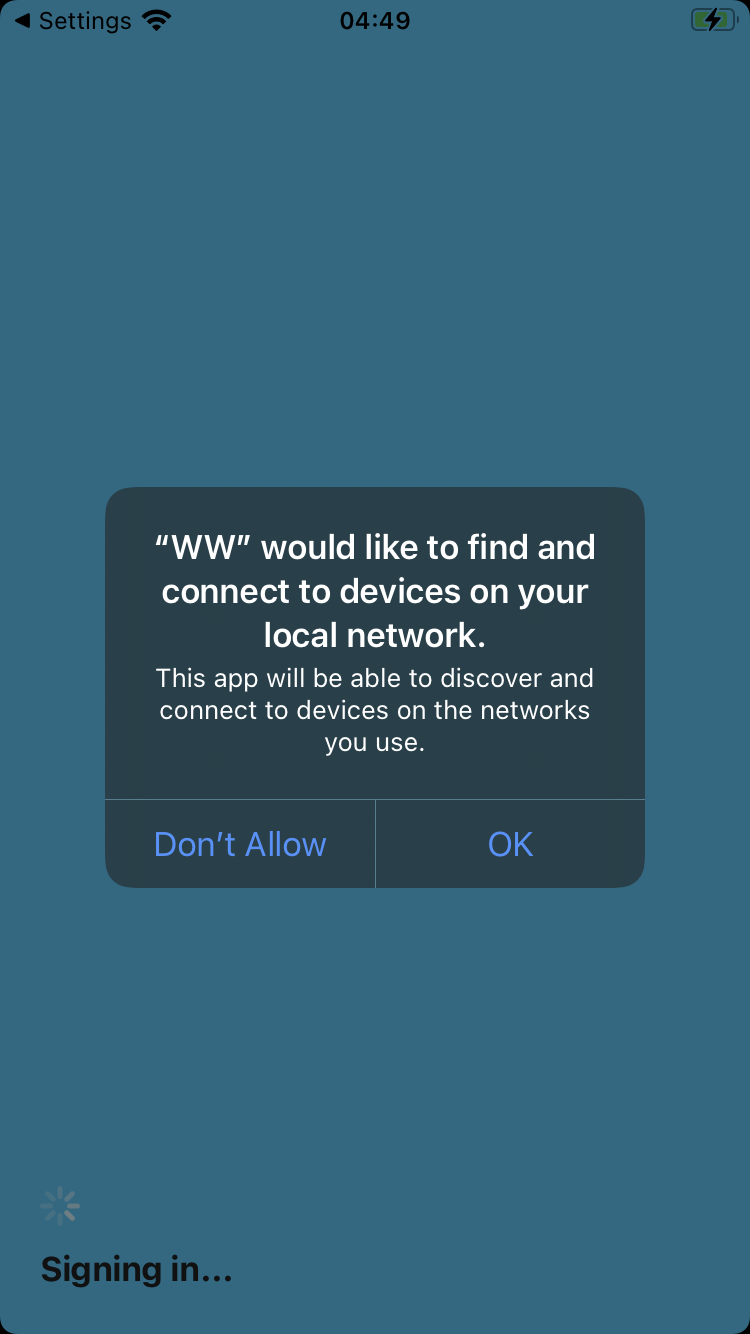 Settings
04:49
“WW” would like to find and
connect to devices on your
local network.
This app will be able to discover and
connect to devices on the networks
you use.
Don’t Allow
OK
Signing in...